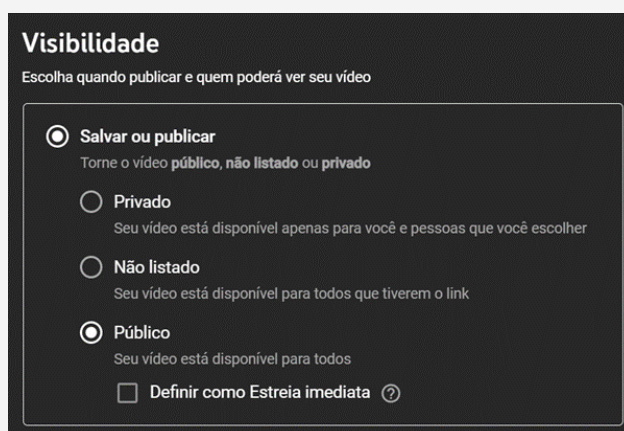 Visibilidade
Escolha quando publicar e quem poderá ver seu vídeo
Salvar ou publicar
Torne o vídeo público, não listado ou privado
Privado
Seu vídeo está disponível apenas para você e pessoas que você escolher
Não listado
Seu vídeo está disponível para todos que tiverem o link
Público
Seu vídeo está disponível para todos
Definir como Estreia imediata ?